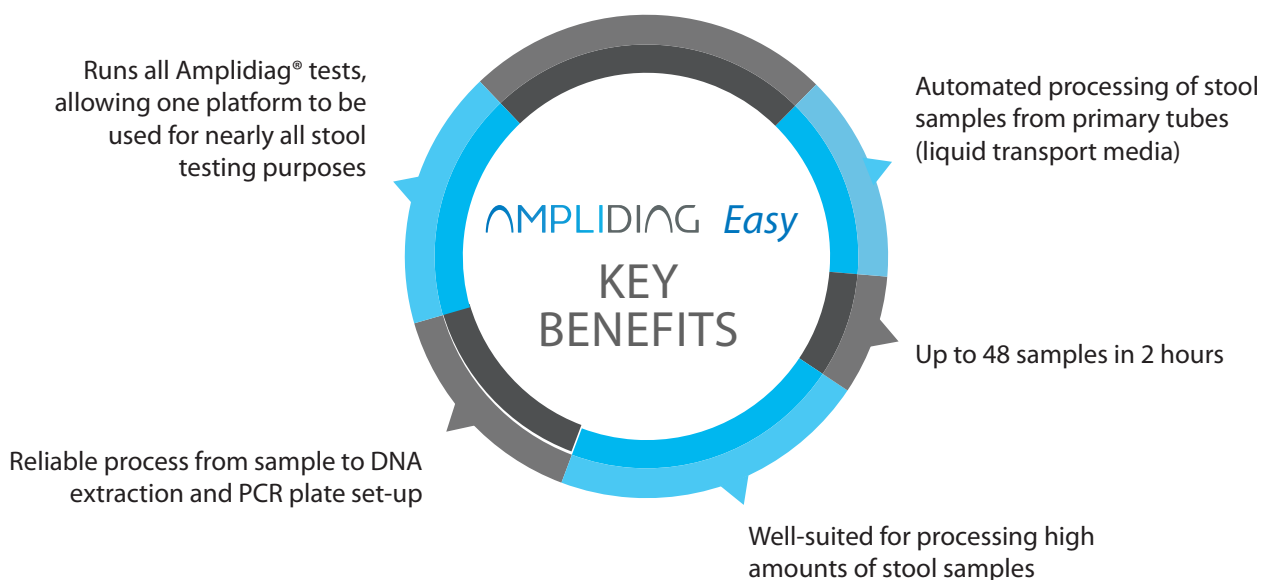 Runs all Amplidiag® tests,
allowing one platform to be
used for nearly all stool
testing purposes
Automated processing of stool
samples from primary tubes
(liquid transport media)
AMPLIDIAG Easy
KEY
BENEFITS
Up to 48 samples in 2 hours
Reliable process from sample to DNA
extraction and PCR plate set-up
Well-suited for processing high
amounts of stool samples